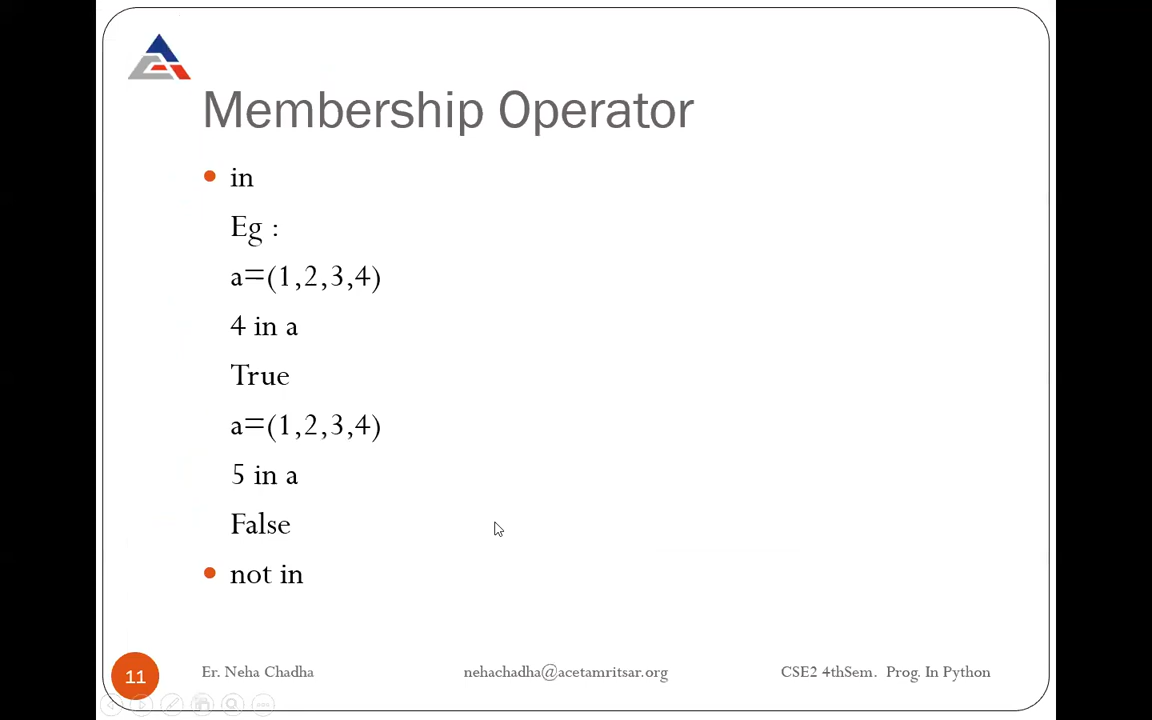 Membership Operator
in
Eg :
a=(1,2,3,4)
4 in a
True
a=(1,2,3,4)
5 in a
False
not in
11 Er. Neha Chadha nehachadha@acetamritsar.org CSE2 4thSem. Prog. In Python